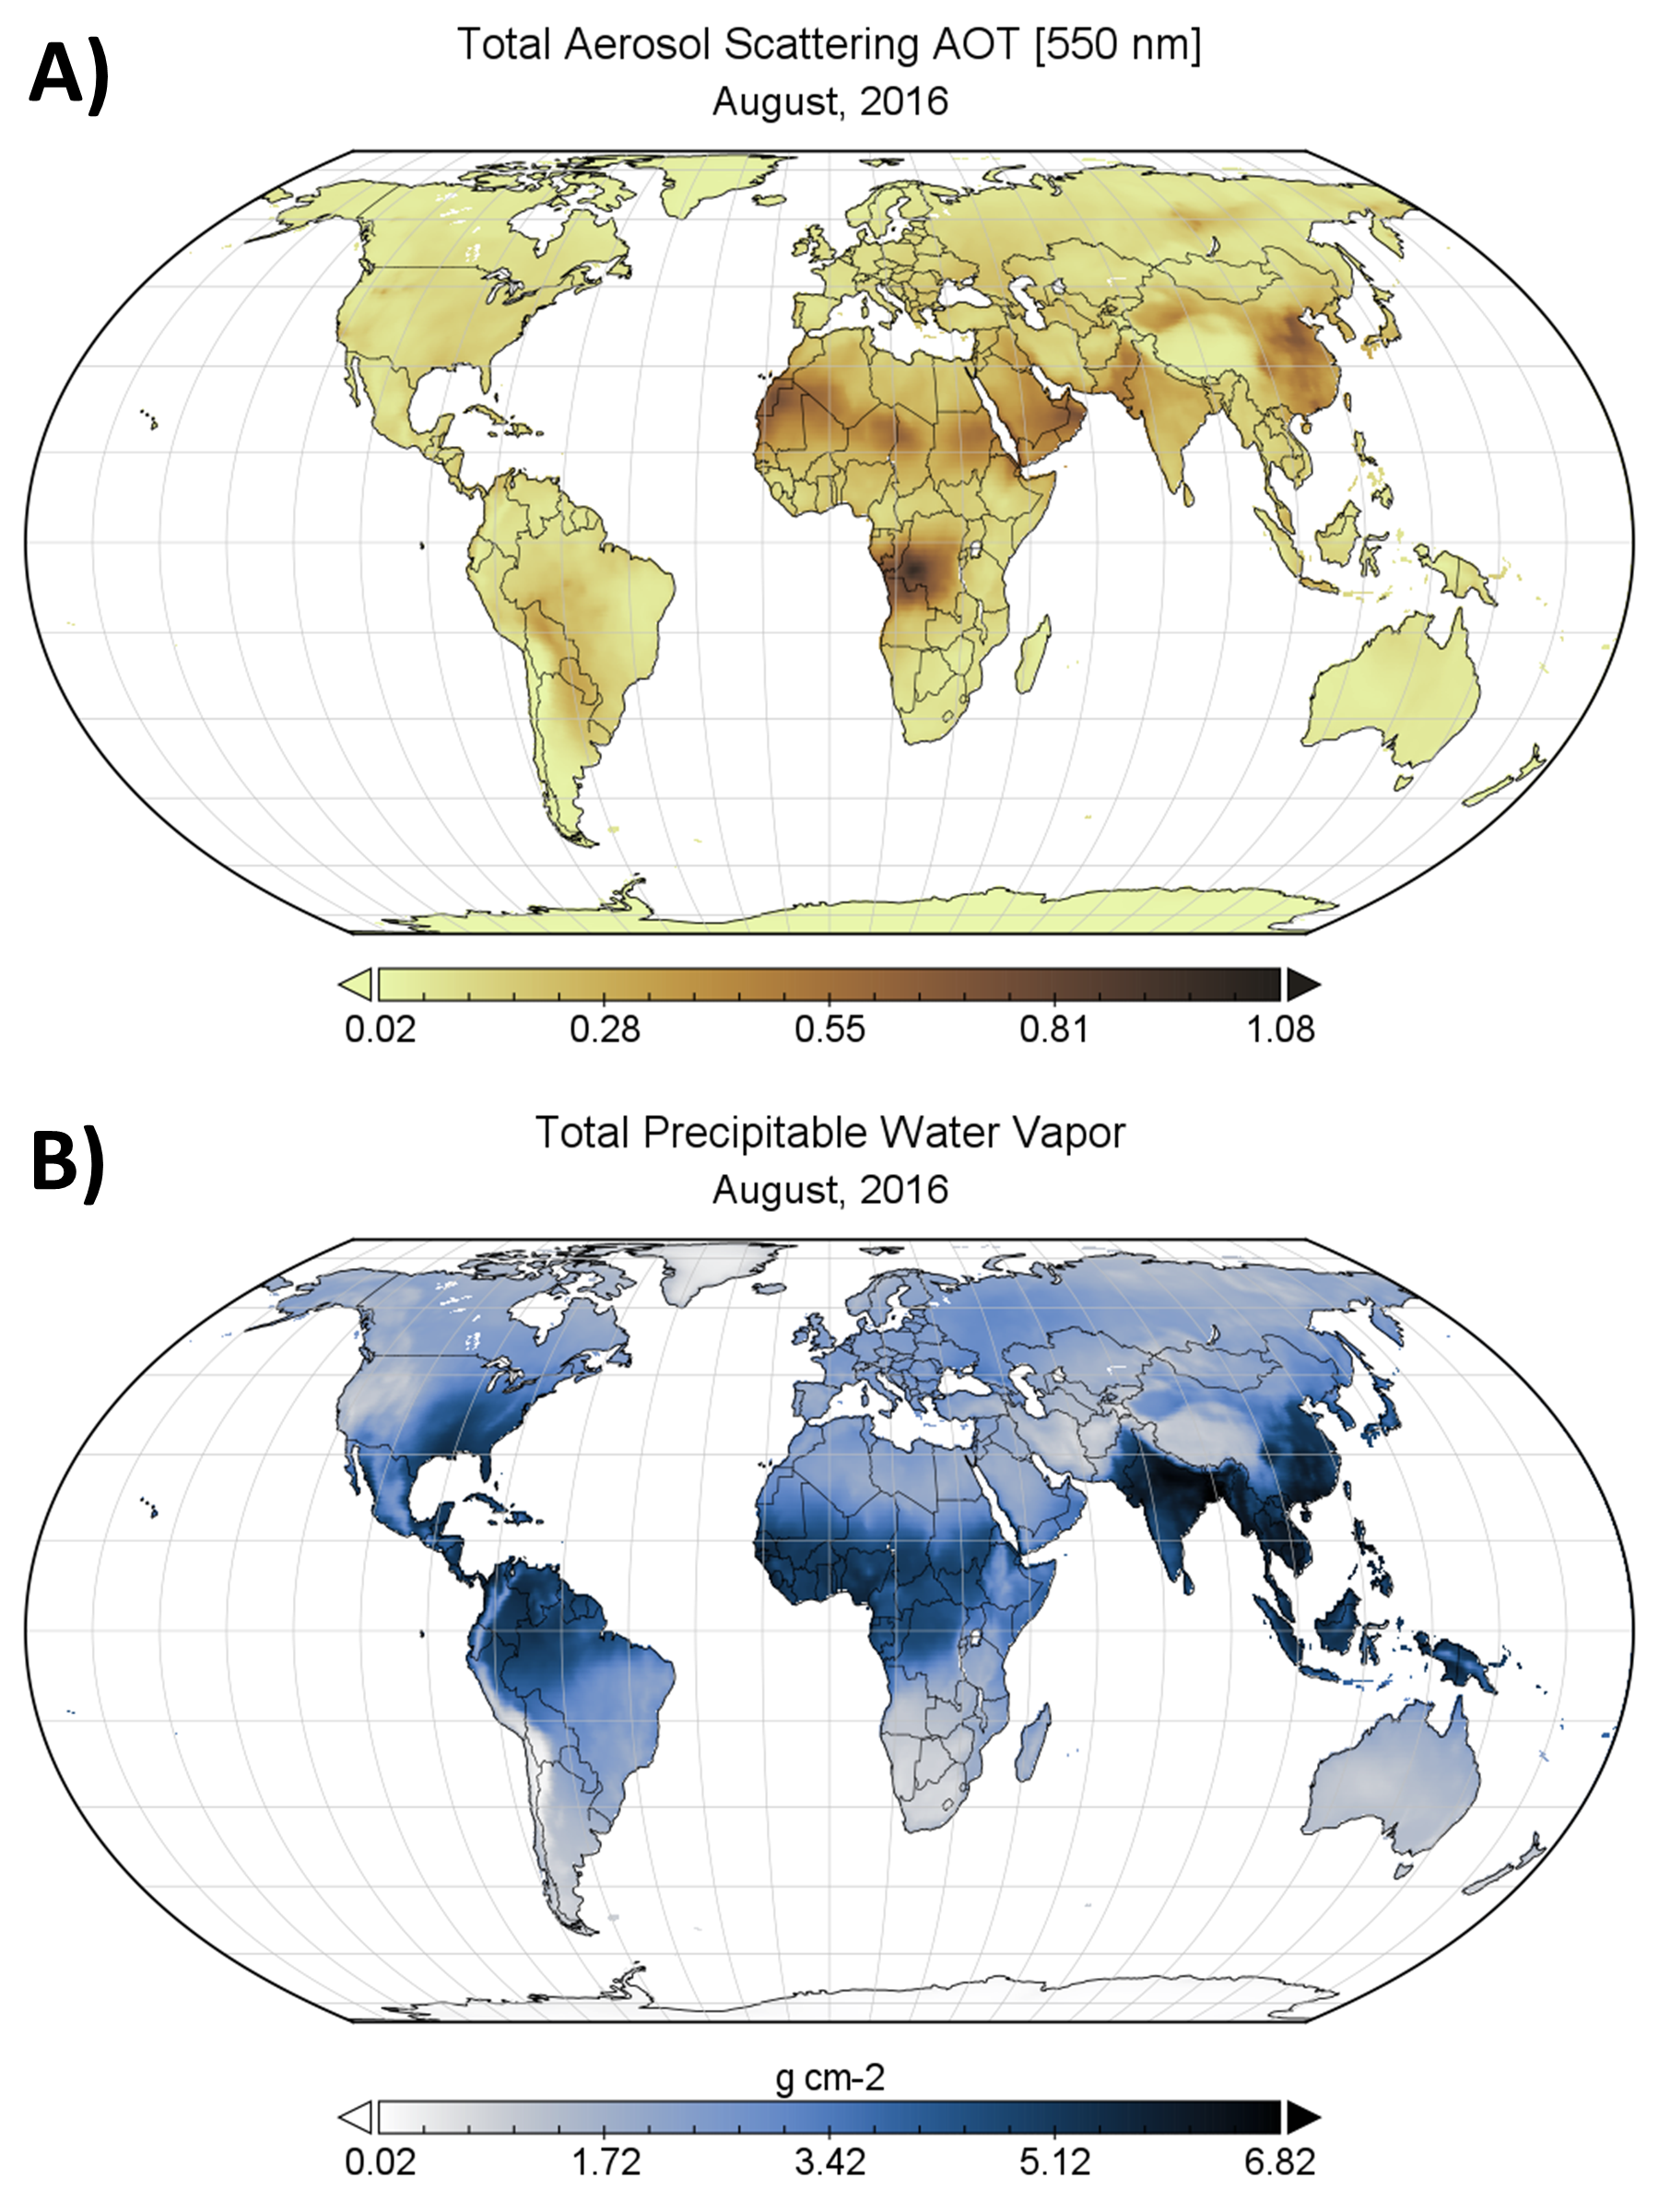 A)
Total Aerosol Scattering AOT [550 nm]
August, 2016
0.02 0.28 0.55 0.81 1.08
B)
Total Precipitable Water Vapor
August, 2016
g cm-2
0.02 1.72 3.42 5.12 6.82